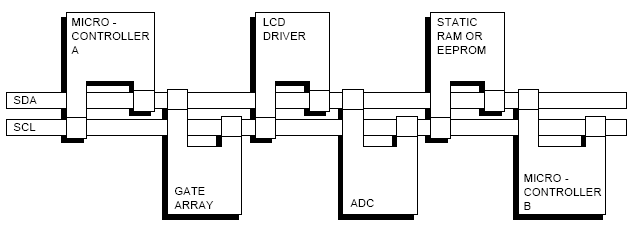 MICRO -
CONTROLLER
A
LCD
DRIVER
STATIC
RAM OR
EEPROM
SDA
SCL
GATE
ARRAY
ADC
MICRO -
CONTROLLER
B